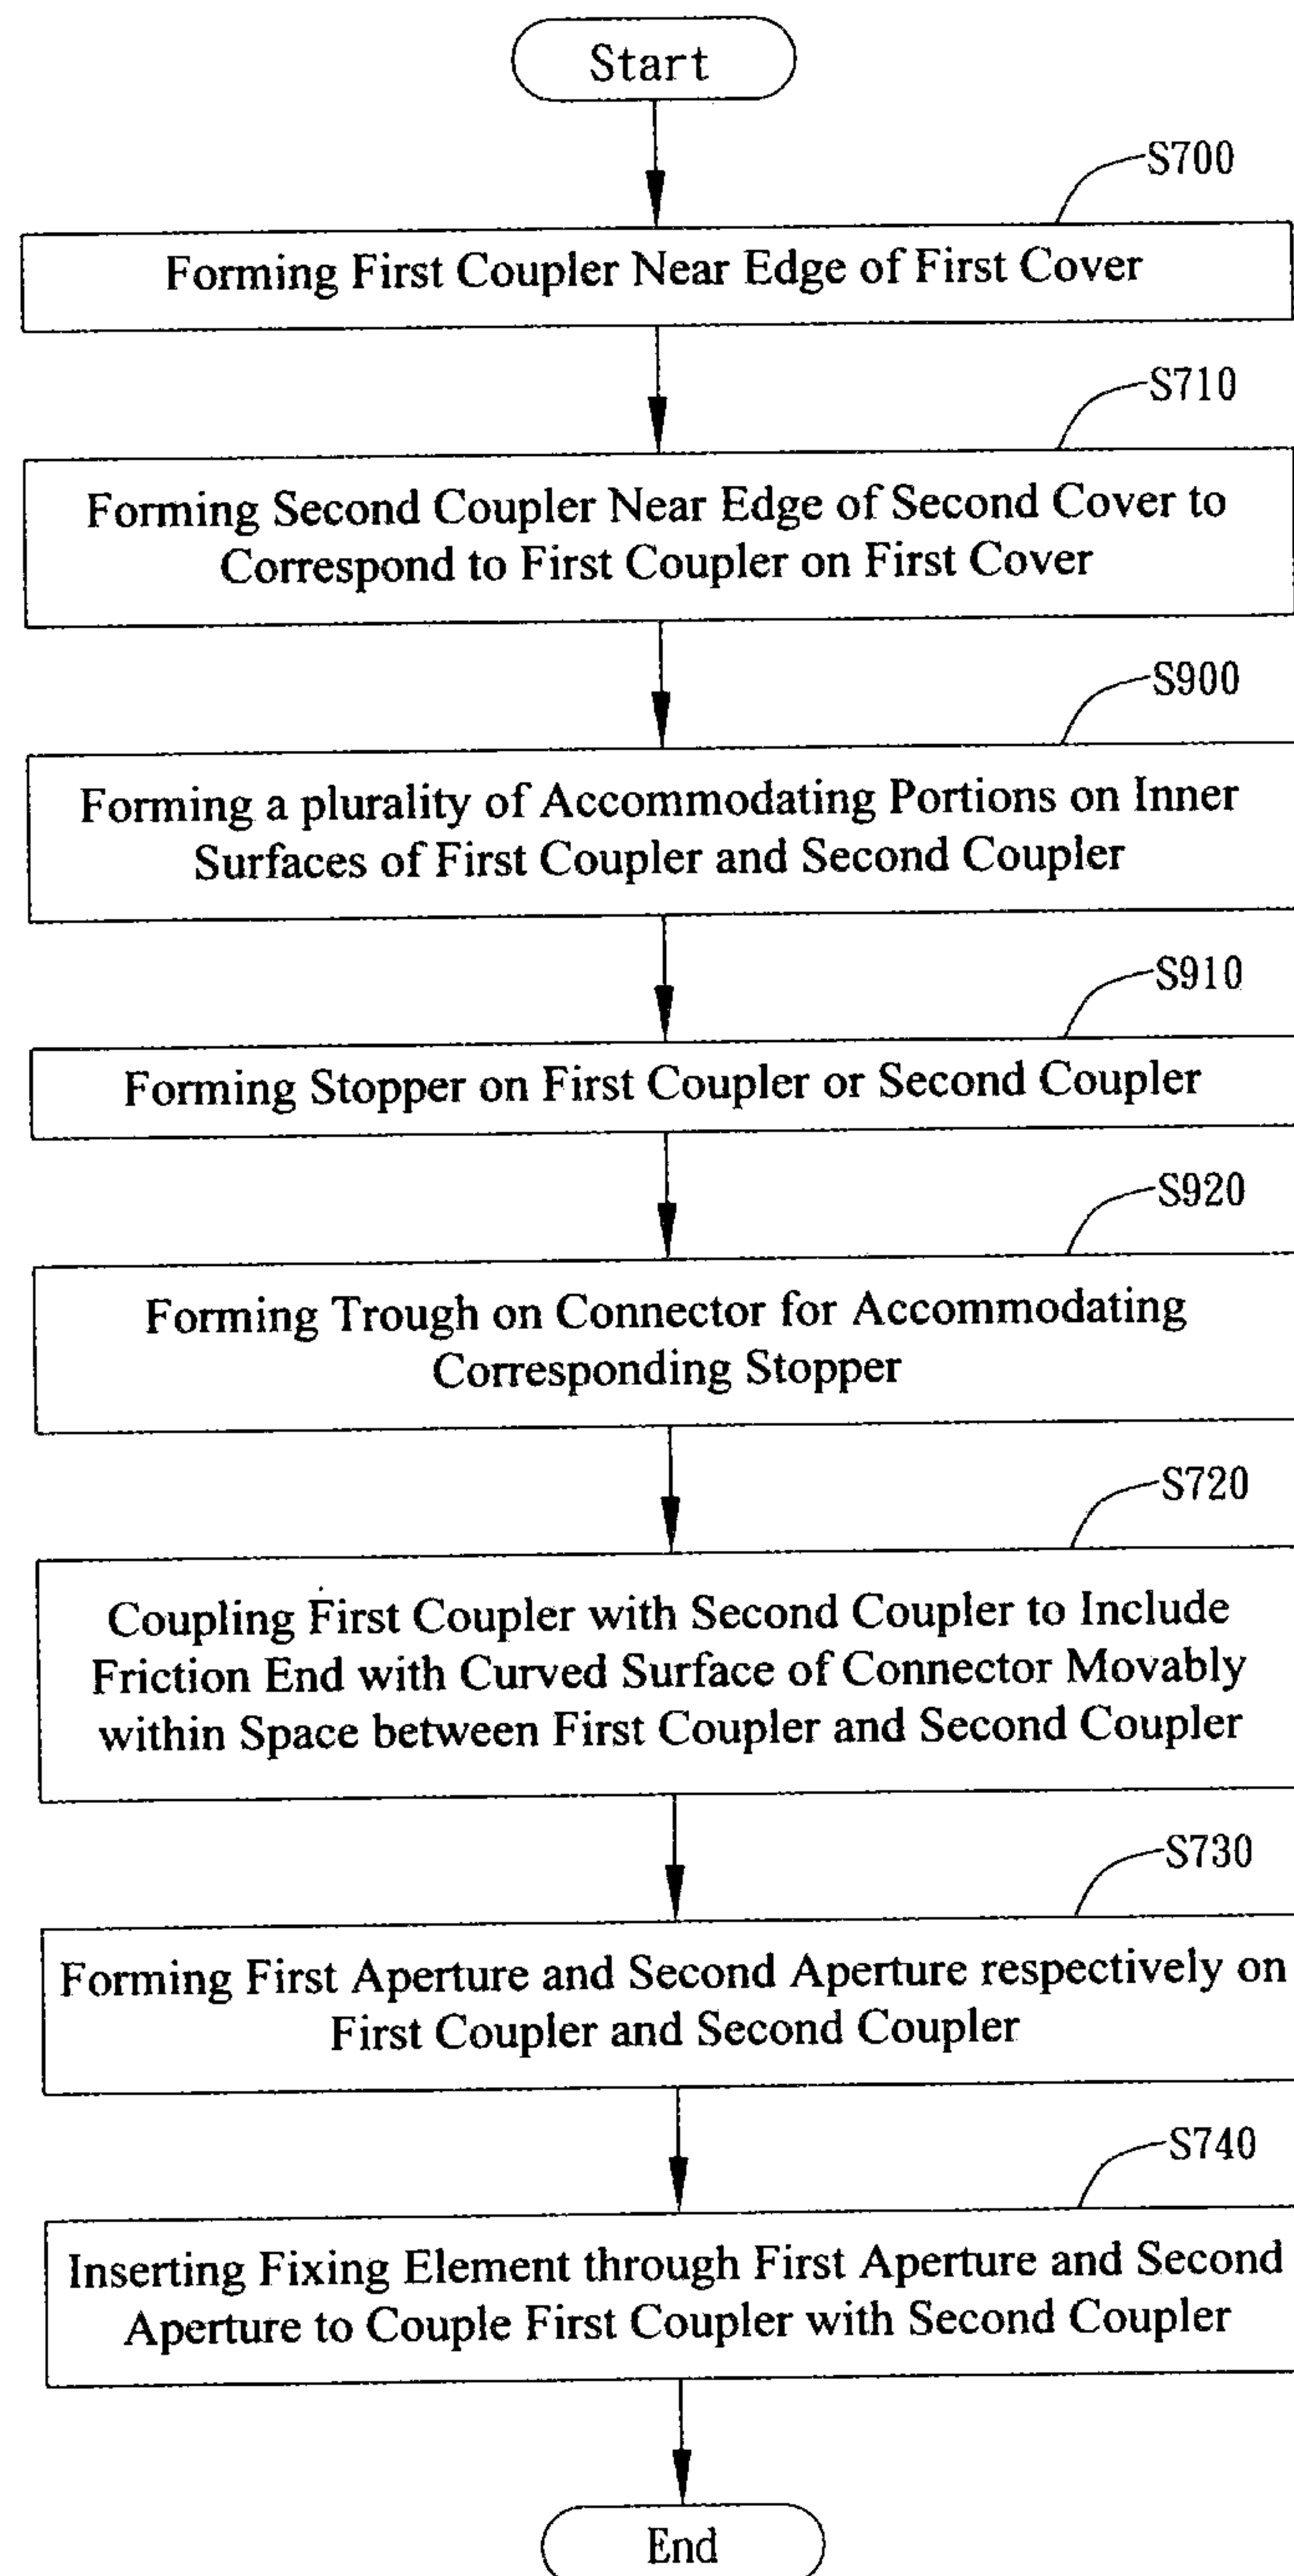 Start
S700
Forming First Coupler Near Edge of First Cover
S710
Forming Second Coupler Near Edge of Second Cover to
Correspond to First Coupler on First Cover
S900
Forming a plurality of Accommodating Portions on Inner
Surfaces of First Coupler and Second Coupler
S910
Forming Stopper on First Coupler or Second Coupler
S920
Forming Trough on Connector for Accommodating
Corresponding Stopper
S720
Coupling First Coupler with Second Coupler to Include
Friction End with Curved Surface of Connector Movably
within Space between First Coupler and Second Coupler
S730
Forming First Aperture and Second Aperture respectively on
First Coupler and Second Coupler
S740
Inserting Fixing Element through First Aperture and Second
Aperture to Couple First Coupler with Second Coupler
End